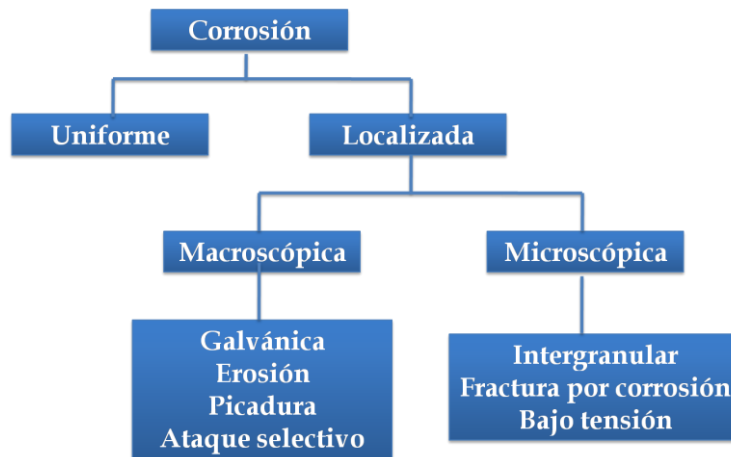 Corrosión
Uniforme
Localizada
Macroscópica
Microscópica
Galvánica
Erosión
Picadura
Ataque selectivo
Intergranular
Fractura por corrosión
Bajo tensión